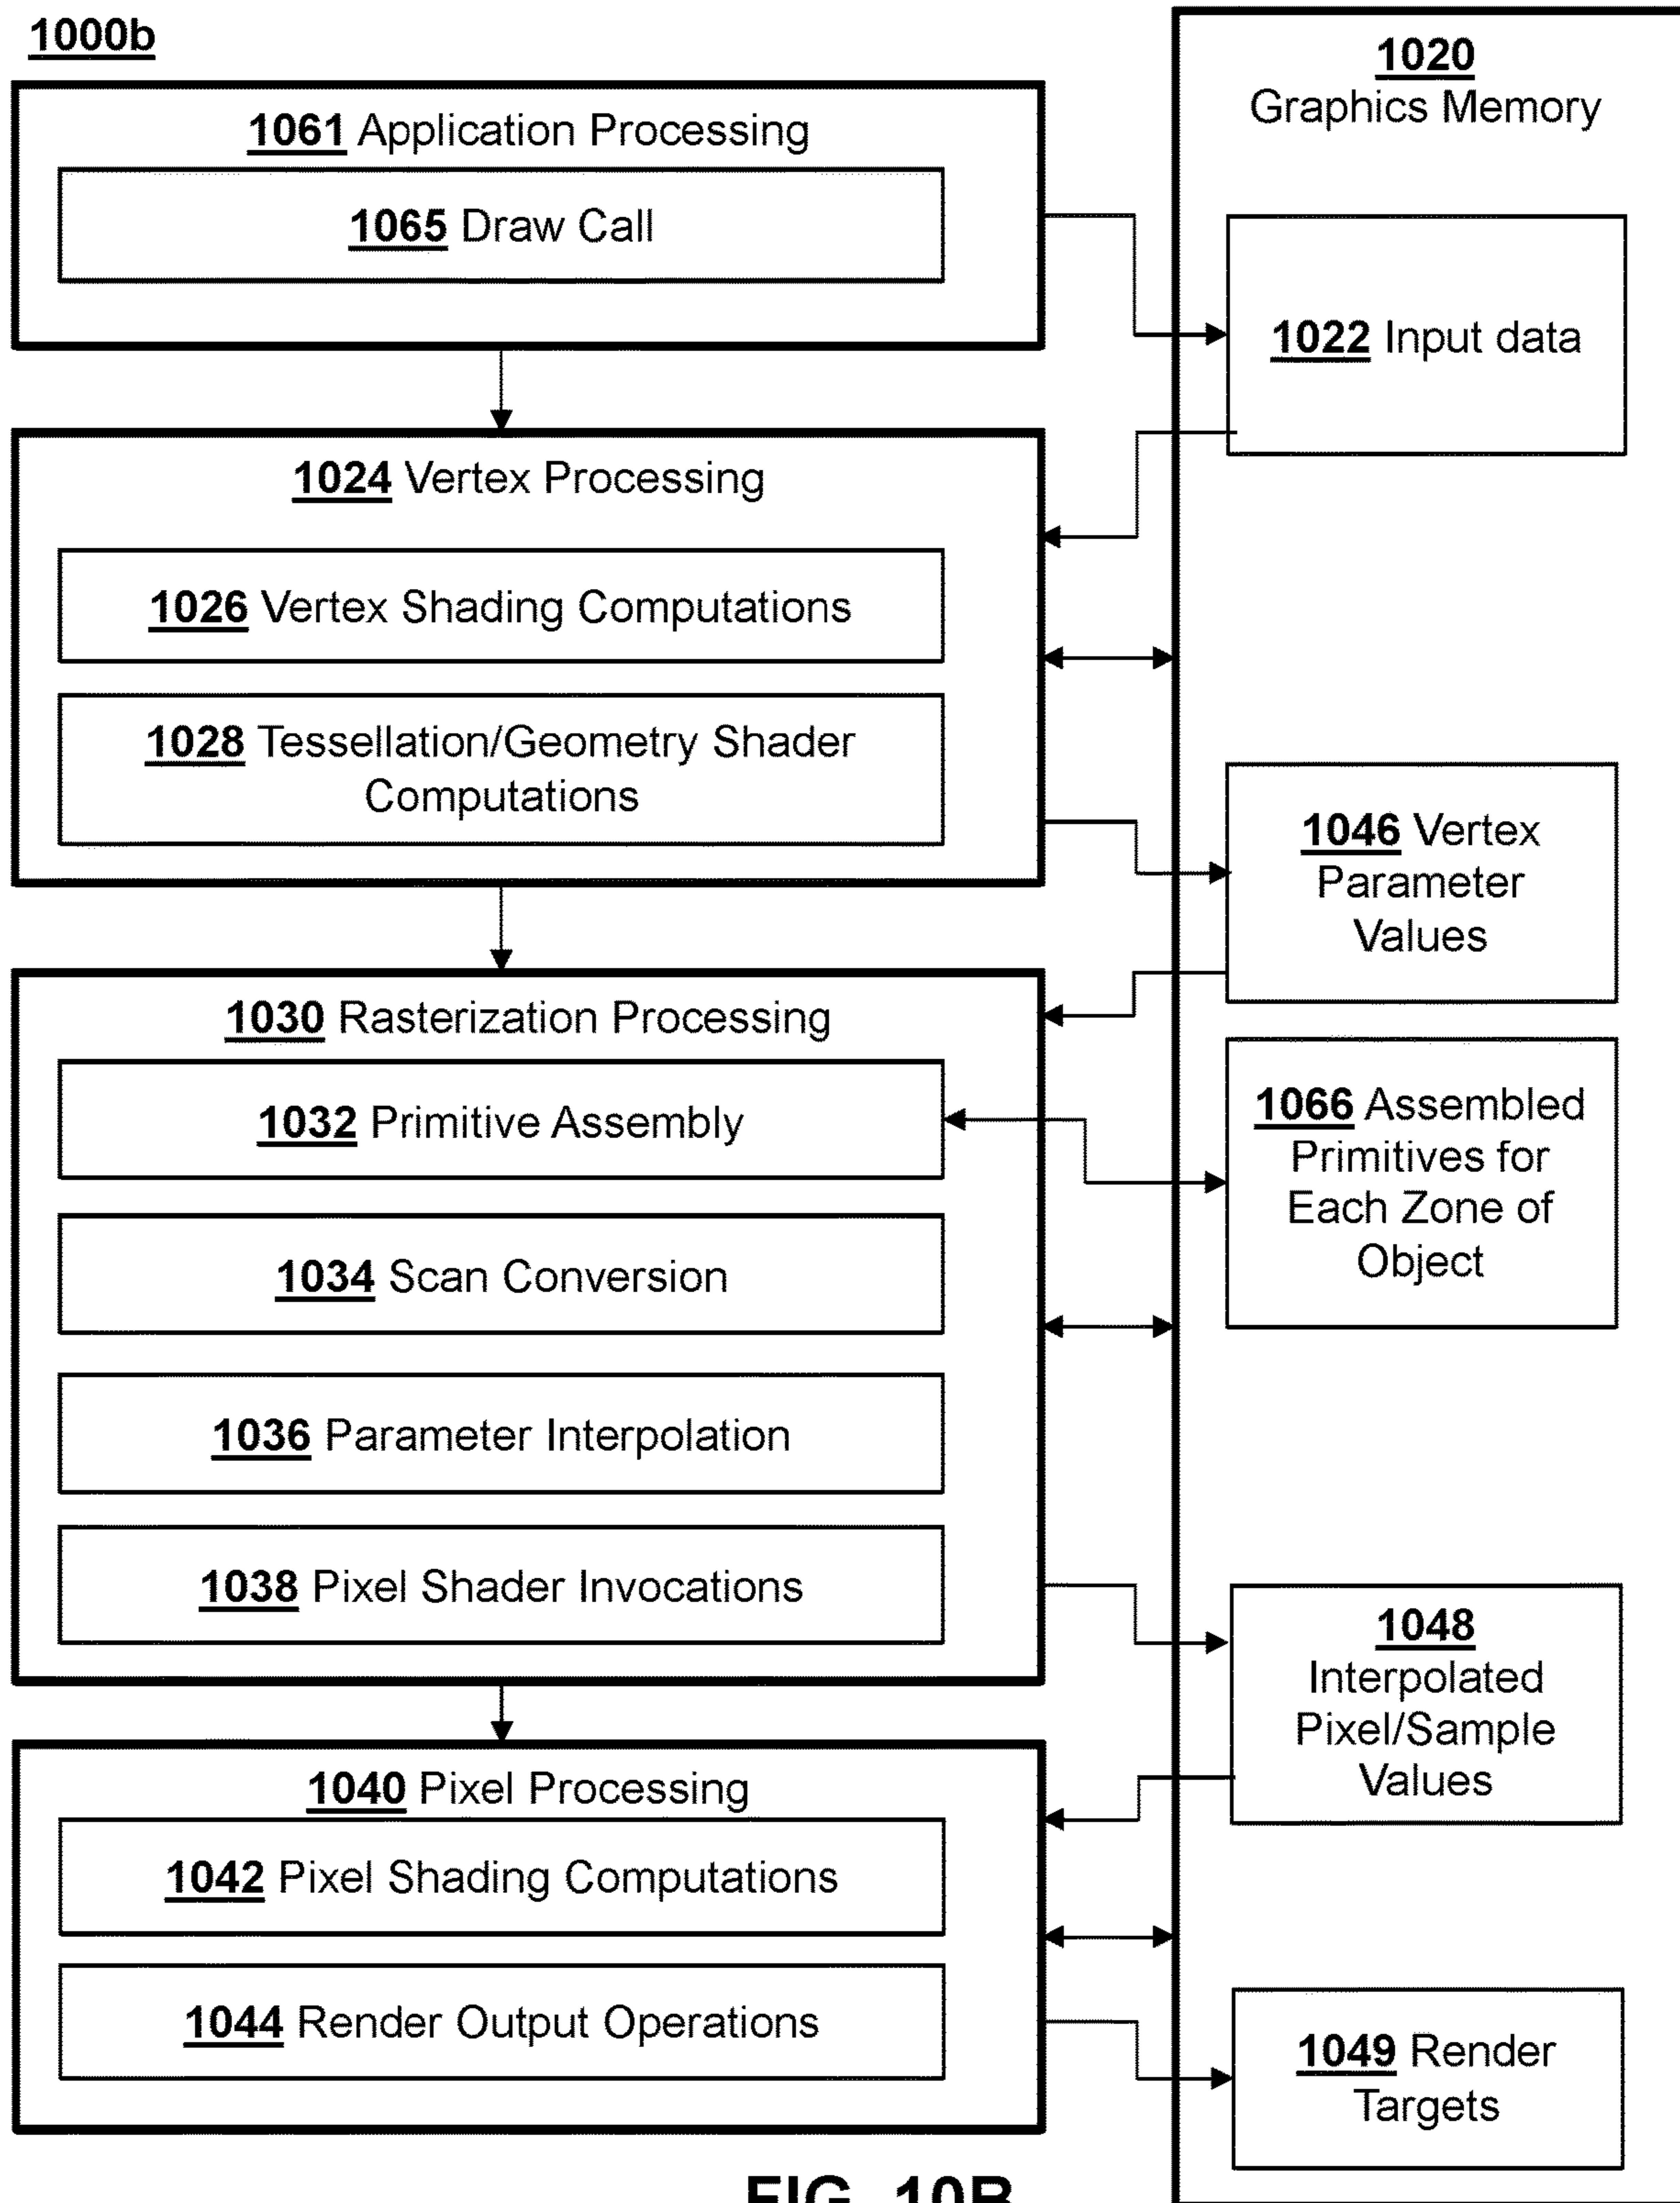 1000b
1061 Application Processing
1065 Draw Call
1024 Vertex Processing
1026 Vertex Shading Computations
1028 Tessellation/Geometry Shader
Computations
1030 Rasterization Processing
1032 Primitive Assembly
1034 Scan Conversion
1036 Parameter Interpolation
1038 Pixel Shader Invocations
1040 Pixel Processing
1042 Pixel Shading Computations
1044 Render Output Operations
1020
Graphics Memory
1022 Input data
1046 Vertex
Parameter
Values
1066 Assembled
Primitives for
Each Zone of
Object
1048
Interpolated
Pixel/Sample
Values
1049 Render
Targets
FIG. 10B